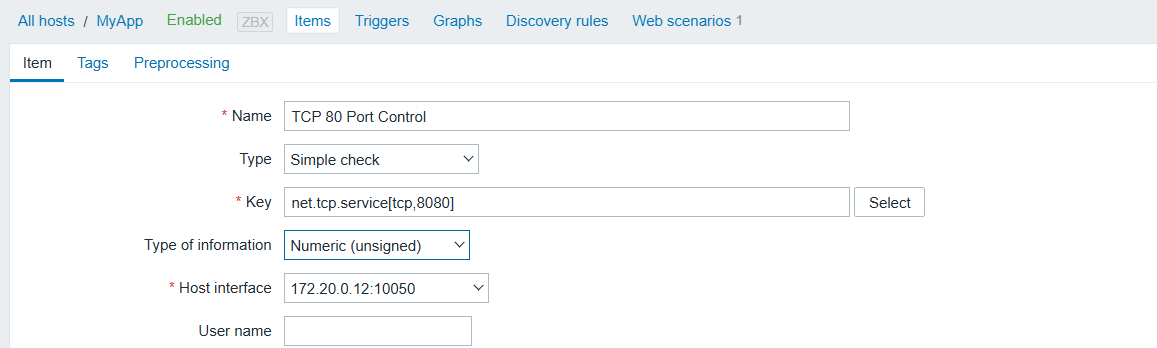 All hosts / MyApp Enabled ZBX Items Triggers Graphs Discovery rules Web scenarios 1
Item Tags Preprocessing
* Name TCP 80 Port Control
Type Simple check
* Key net.tcp.service[tcp,8080] Select
Type of information Numeric (unsigned)
* Host interface 172.20.0.12:10050
User name